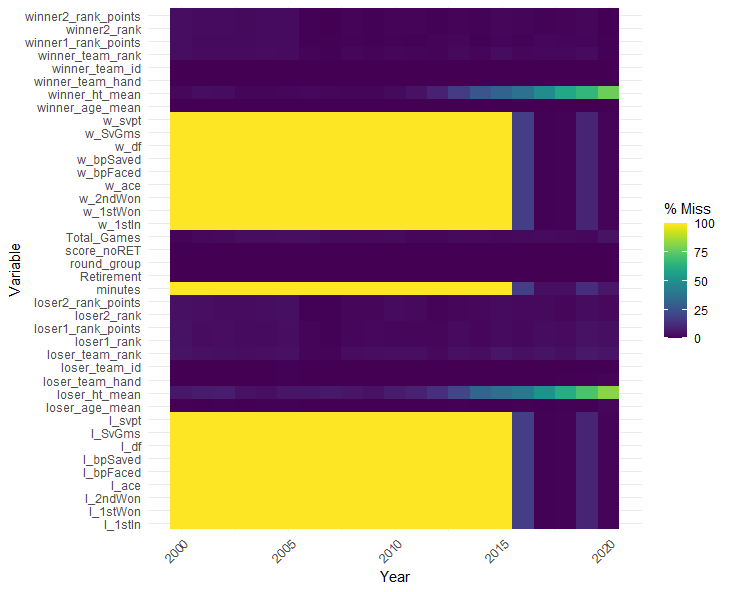 Variable
winner2_rank_points
winner2_rank
winner1_rank_points
winner_team_rank
winner_team_id
winner_team_hand
winner_ht_mean
winner_age_mean
w_svpt
w_SvGms
w_df
w_bpSaved
w_bpFaced
w_ace
w_2ndWon
w_1stWon
w_1stIn
Total_Games
score_noRET
round_group
Retirement
minutes
loser2_rank_points
loser2_rank
loser1_rank_points
loser1_rank
loser_team_rank
loser_team_id
loser_team_hand
loser_ht_mean
loser_age_mean
l_svpt
l_SvGms
l_df
l_bpSaved
l_bpFaced
l_ace
l_2ndWon
l_1stWon
l_1stIn
2000
2005
2010
2015
2020
Year
% Miss
100
75
50
25
0